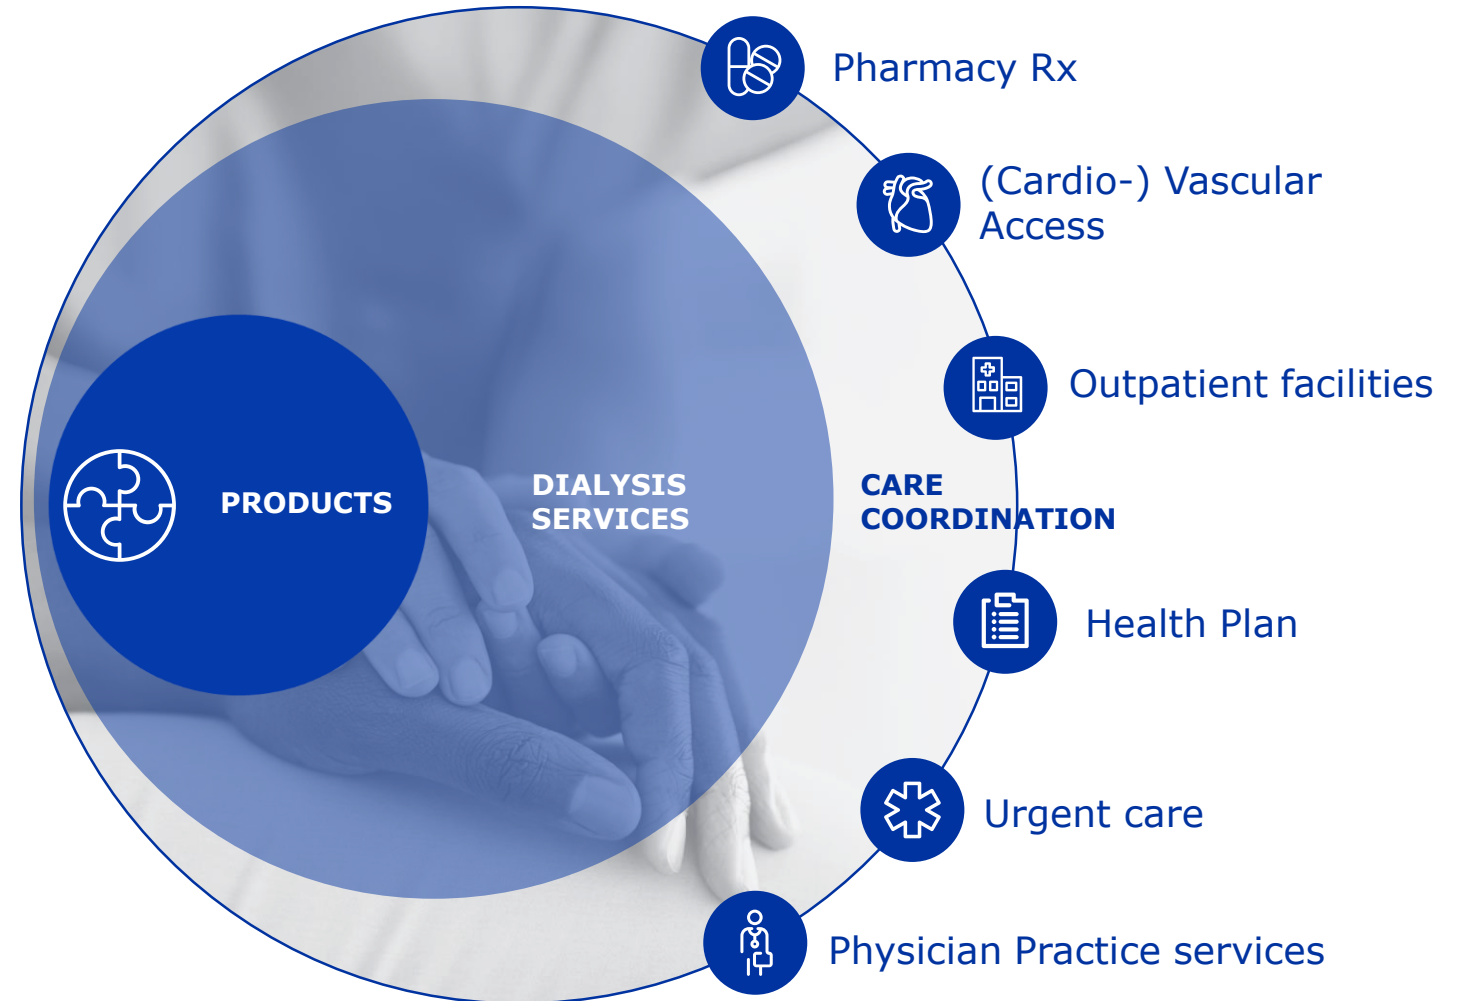 Pharmacy Rx
(Cardio-) Vascular
Access
Outpatient facilities
PRODUCTS
DIALYSIS
SERVICES
CARE
COORDINATION
Health Plan
Urgent care
Physician Practice services